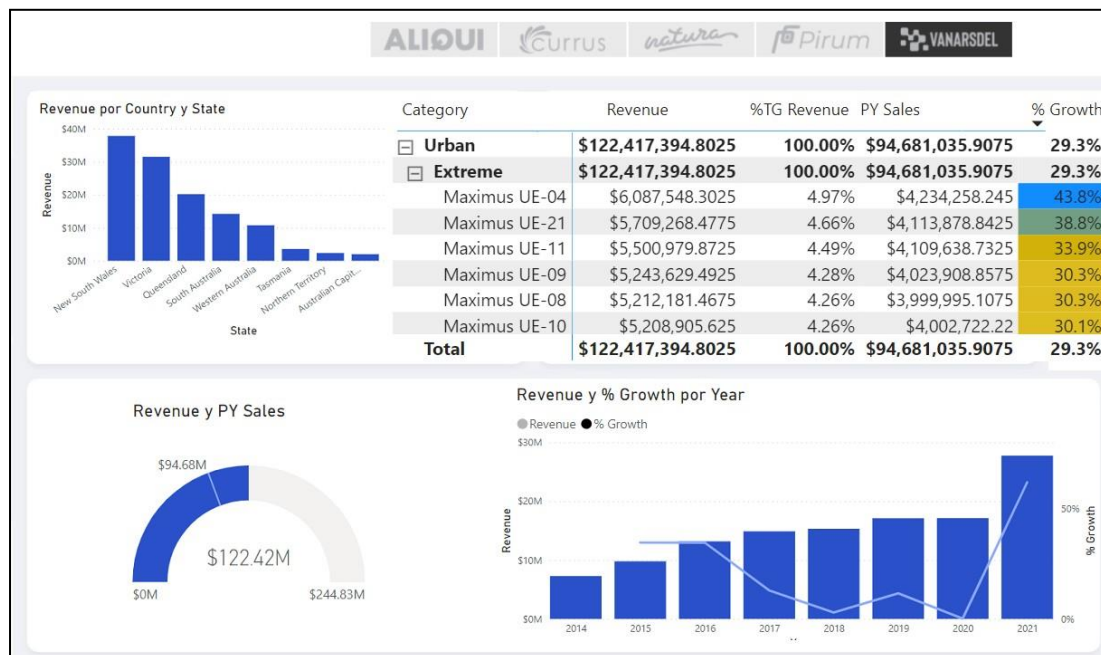 ALIQUI Currus natura Pirum VANARSDEL
Revenue por Country y State
$40M
$30M
$20M
$10M
$0M
Revenue
New South Wales
Victoria
Queensland
South Australia
Western Australia
Tasmania
Northern Territory
Australian Capit...
State
Category Revenue %TG Revenue PY Sales % Growth
Urban $122,417,394.8025 100.00% $94,681,035.9075 29.3%
Extreme $122,417,394.8025 100.00% $94,681,035.9075 29.3%
Maximus UE-04 $6,087,548.3025 4.97% $4,234,258.245 43.8%
Maximus UE-21 $5,709,268.4775 4.66% $4,113,878.8425 38.8%
Maximus UE-11 $5,500,979.8725 4.49% $4,109,638.7325 33.9%
Maximus UE-09 $5,243,629.4925 4.28% $4,023,908.8575 30.3%
Maximus UE-08 $5,212,181.4675 4.26% $3,999,995.1075 30.3%
Maximus UE-10 $5,208,905.625 4.26% $4,002,722.22 30.1%
Total $122,417,394.8025 100.00% $94,681,035.9075 29.3%
Revenue y PY Sales
$94.68M
$122.42M
$0M $244.83M
Revenue y % Growth por Year
Revenue % Growth
$30M
$20M
$10M
$0M
Revenue
50%
0%
% Growth
2014 2015 2016 2017 2018 2019 2020 2021